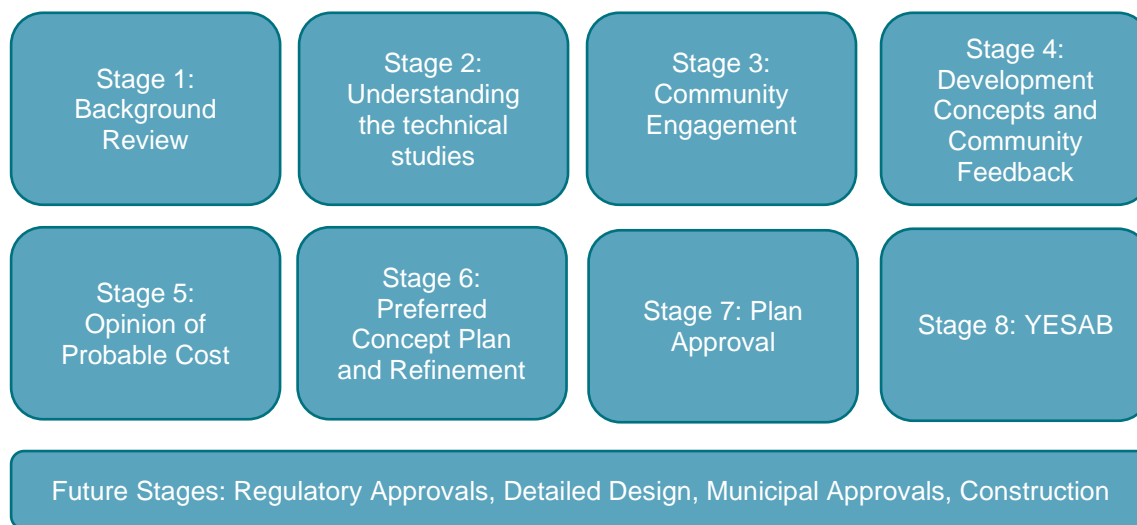 Stage 1:
Background
Review
Stage 2:
Understanding
the technical
studies
Stage 3:
Community
Engagement
Stage 4:
Development
Concepts and
Community
Feedback
Stage 5:
Opinion of
Probable Cost
Stage 6:
Preferred
Concept Plan
and Refinement
Stage 7: Plan
Approval
Stage 8: YESAB
Future Stages: Regulatory Approvals, Detailed Design, Municipal Approvals, Construction